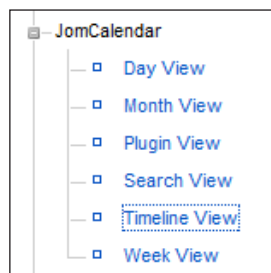 JomCalendar
Day View
Month View
Plugin View
Search View
Timeline View
Week View